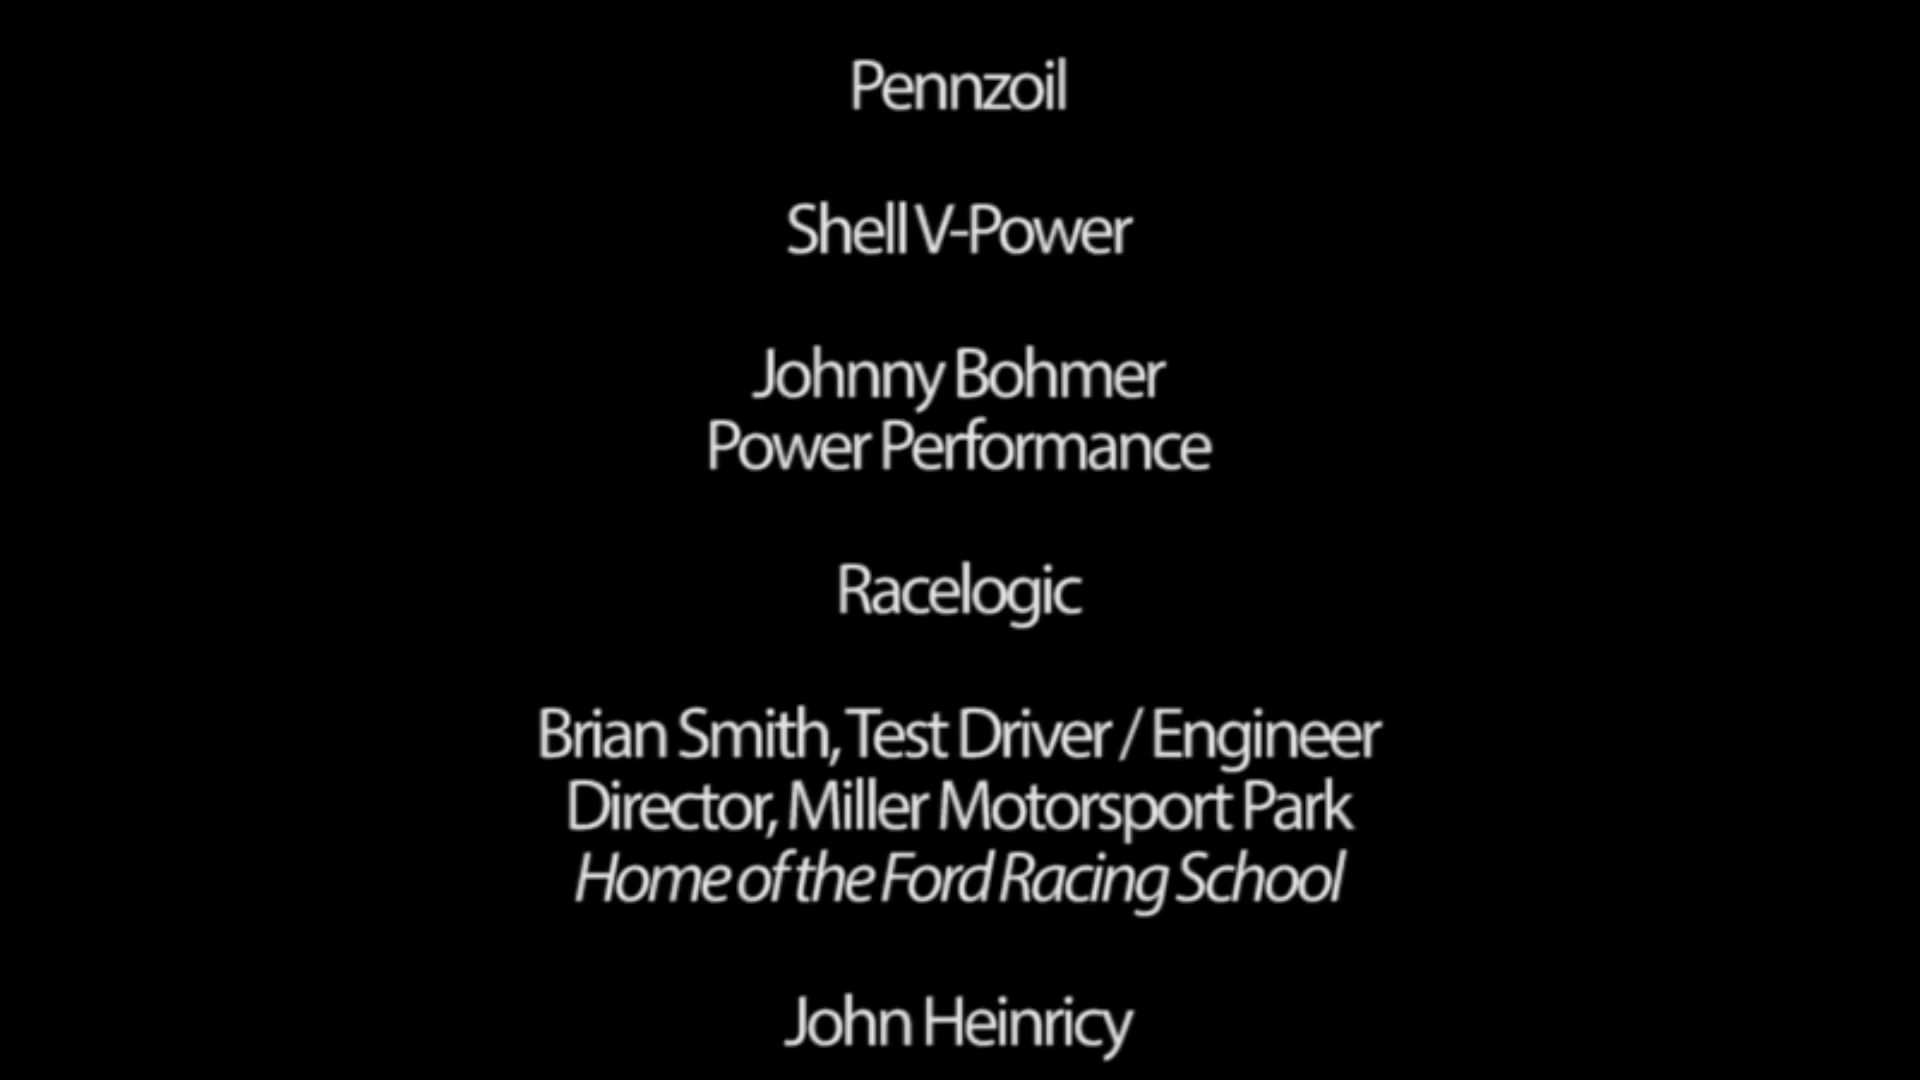 Pennzoil
Shell V-Power
Johnny Bohmer
Power Performance
Racelogic
Brian Smith, Test Driver / Engineer
Director, Miller Motorsport Park
Home of the Ford Racing School
John Heinricy